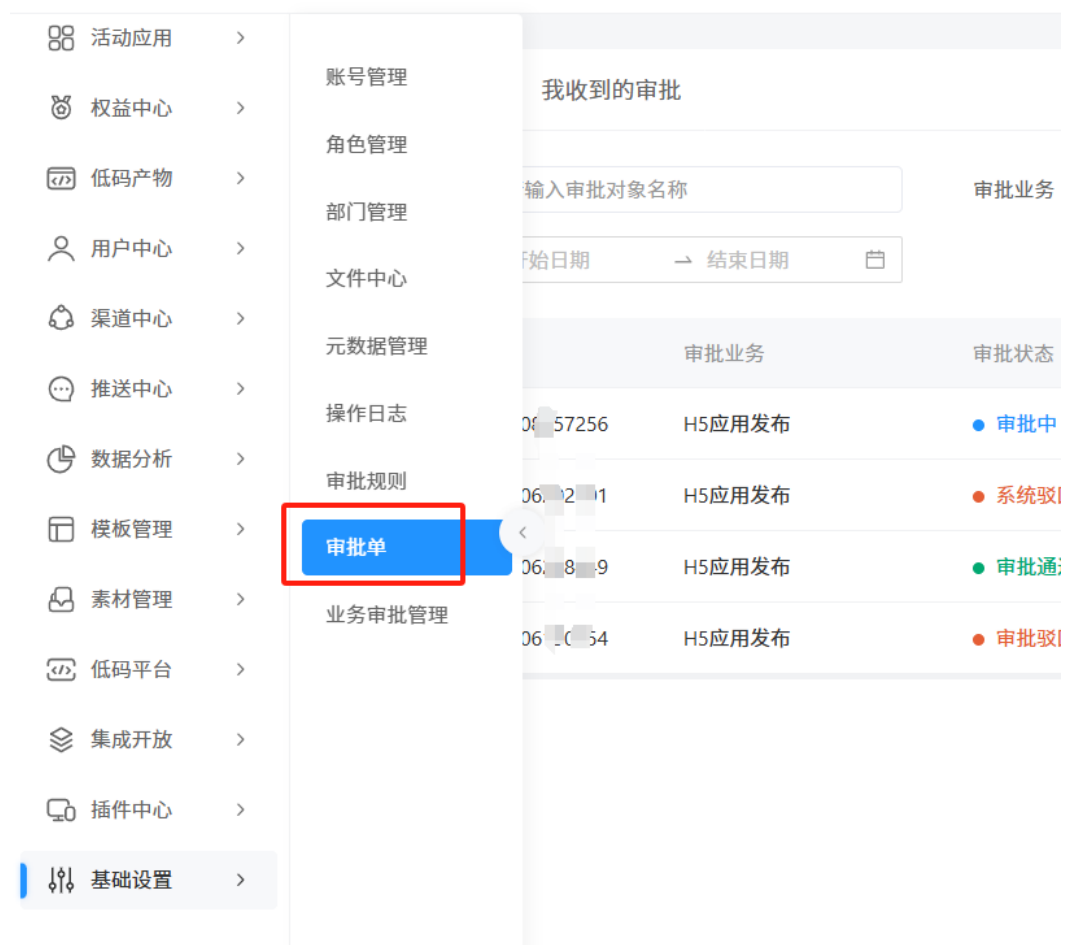 活动应用
权益中心
低码产物
用户中心
渠道中心
推送中心
数据分析
模板管理
素材管理
低码平台
集成开放
插件中心
基础设置
账号管理
角色管理
部门管理
文件中心
元数据管理
操作日志
审批规则
审批单
业务审批管理
我收到的审批
输入审批对象名称
审批业务
始日期 → 结束日期
审批业务 审批状态
57256 H5应用发布 审批中
H5应用发布 系统驳
H5应用发布 审批通
H5应用发布 审批驳